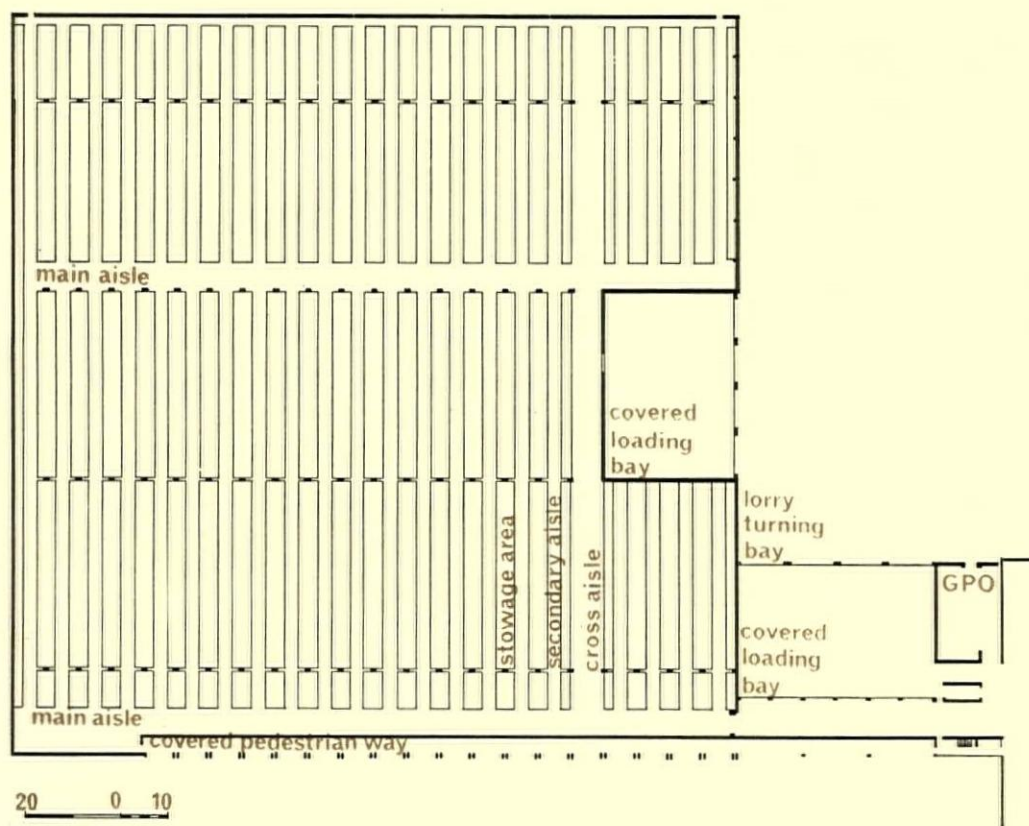 main aisle
covered
loading
bay
lorry
turning
bay
stowage area
secondary aisle
cross aisle
GPO
covered
loading
bay
main aisle
covered pedestrian way
20 0 10